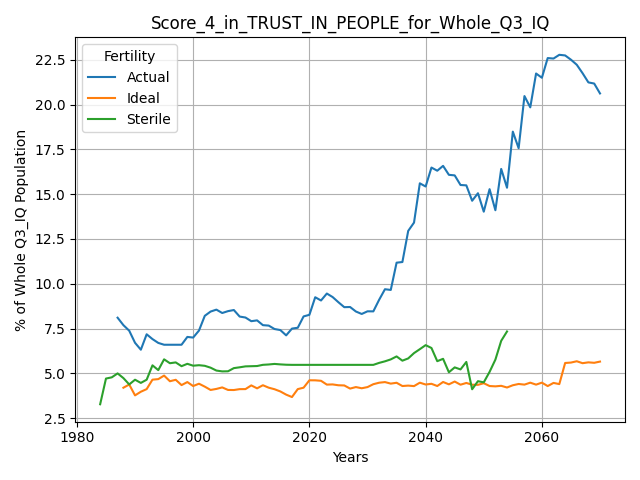 Score_4_in_TRUST_IN_PEOPLE_for_Whole_Q3_IQ
Fertility
Actual
Ideal
Sterile
% of Whole Q3_IQ Population
22.5
20.0
17.5
15.0
12.5
10.0
7.5
5.0
2.5
1980 2000 2020 2040 2060
Years